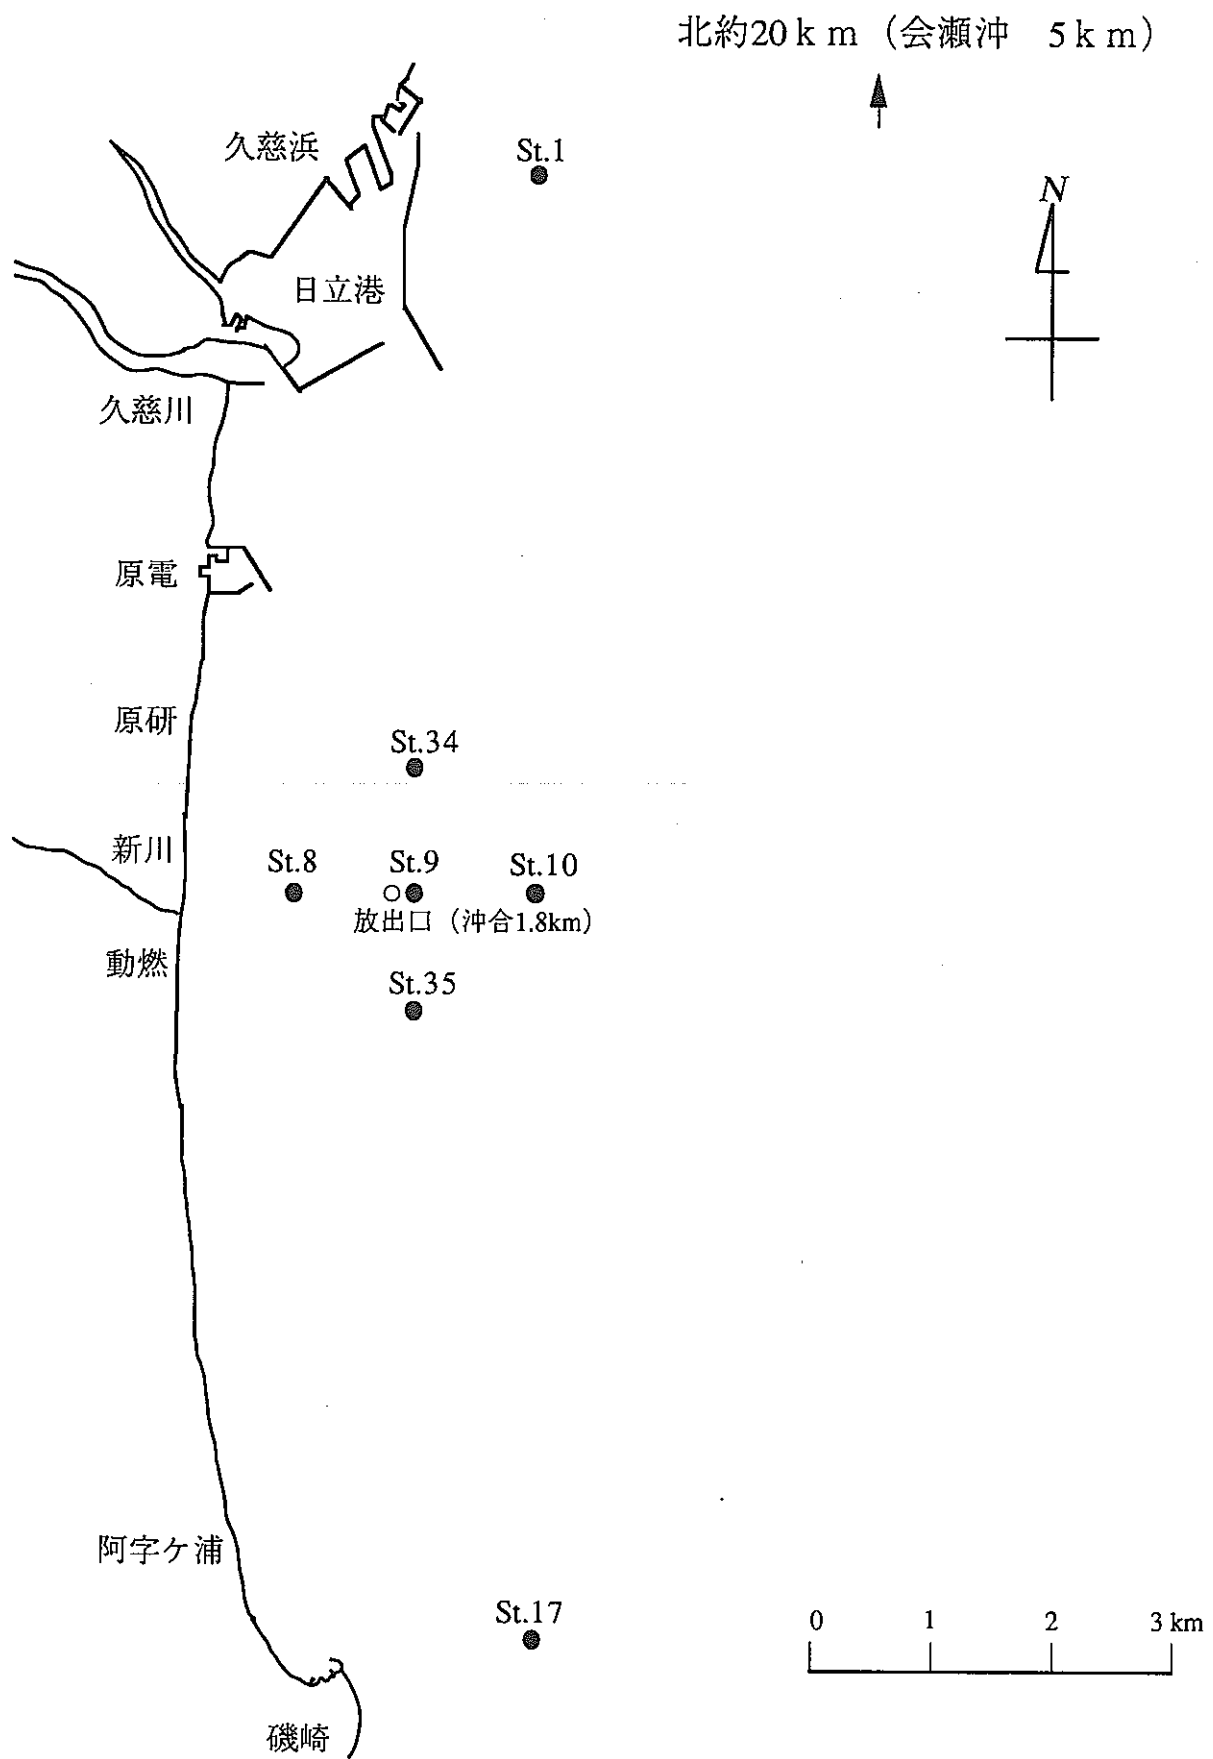 北約20km（会瀬沖　5km）
久慈浜
St.1
N
日立港
久慈川
原電
原研
St.34
新川
St.8
St.9
St.10
放出口（沖合1.8km）
動燃
St.35
阿字ケ浦
St.17
0 1 2 3 km
磯崎